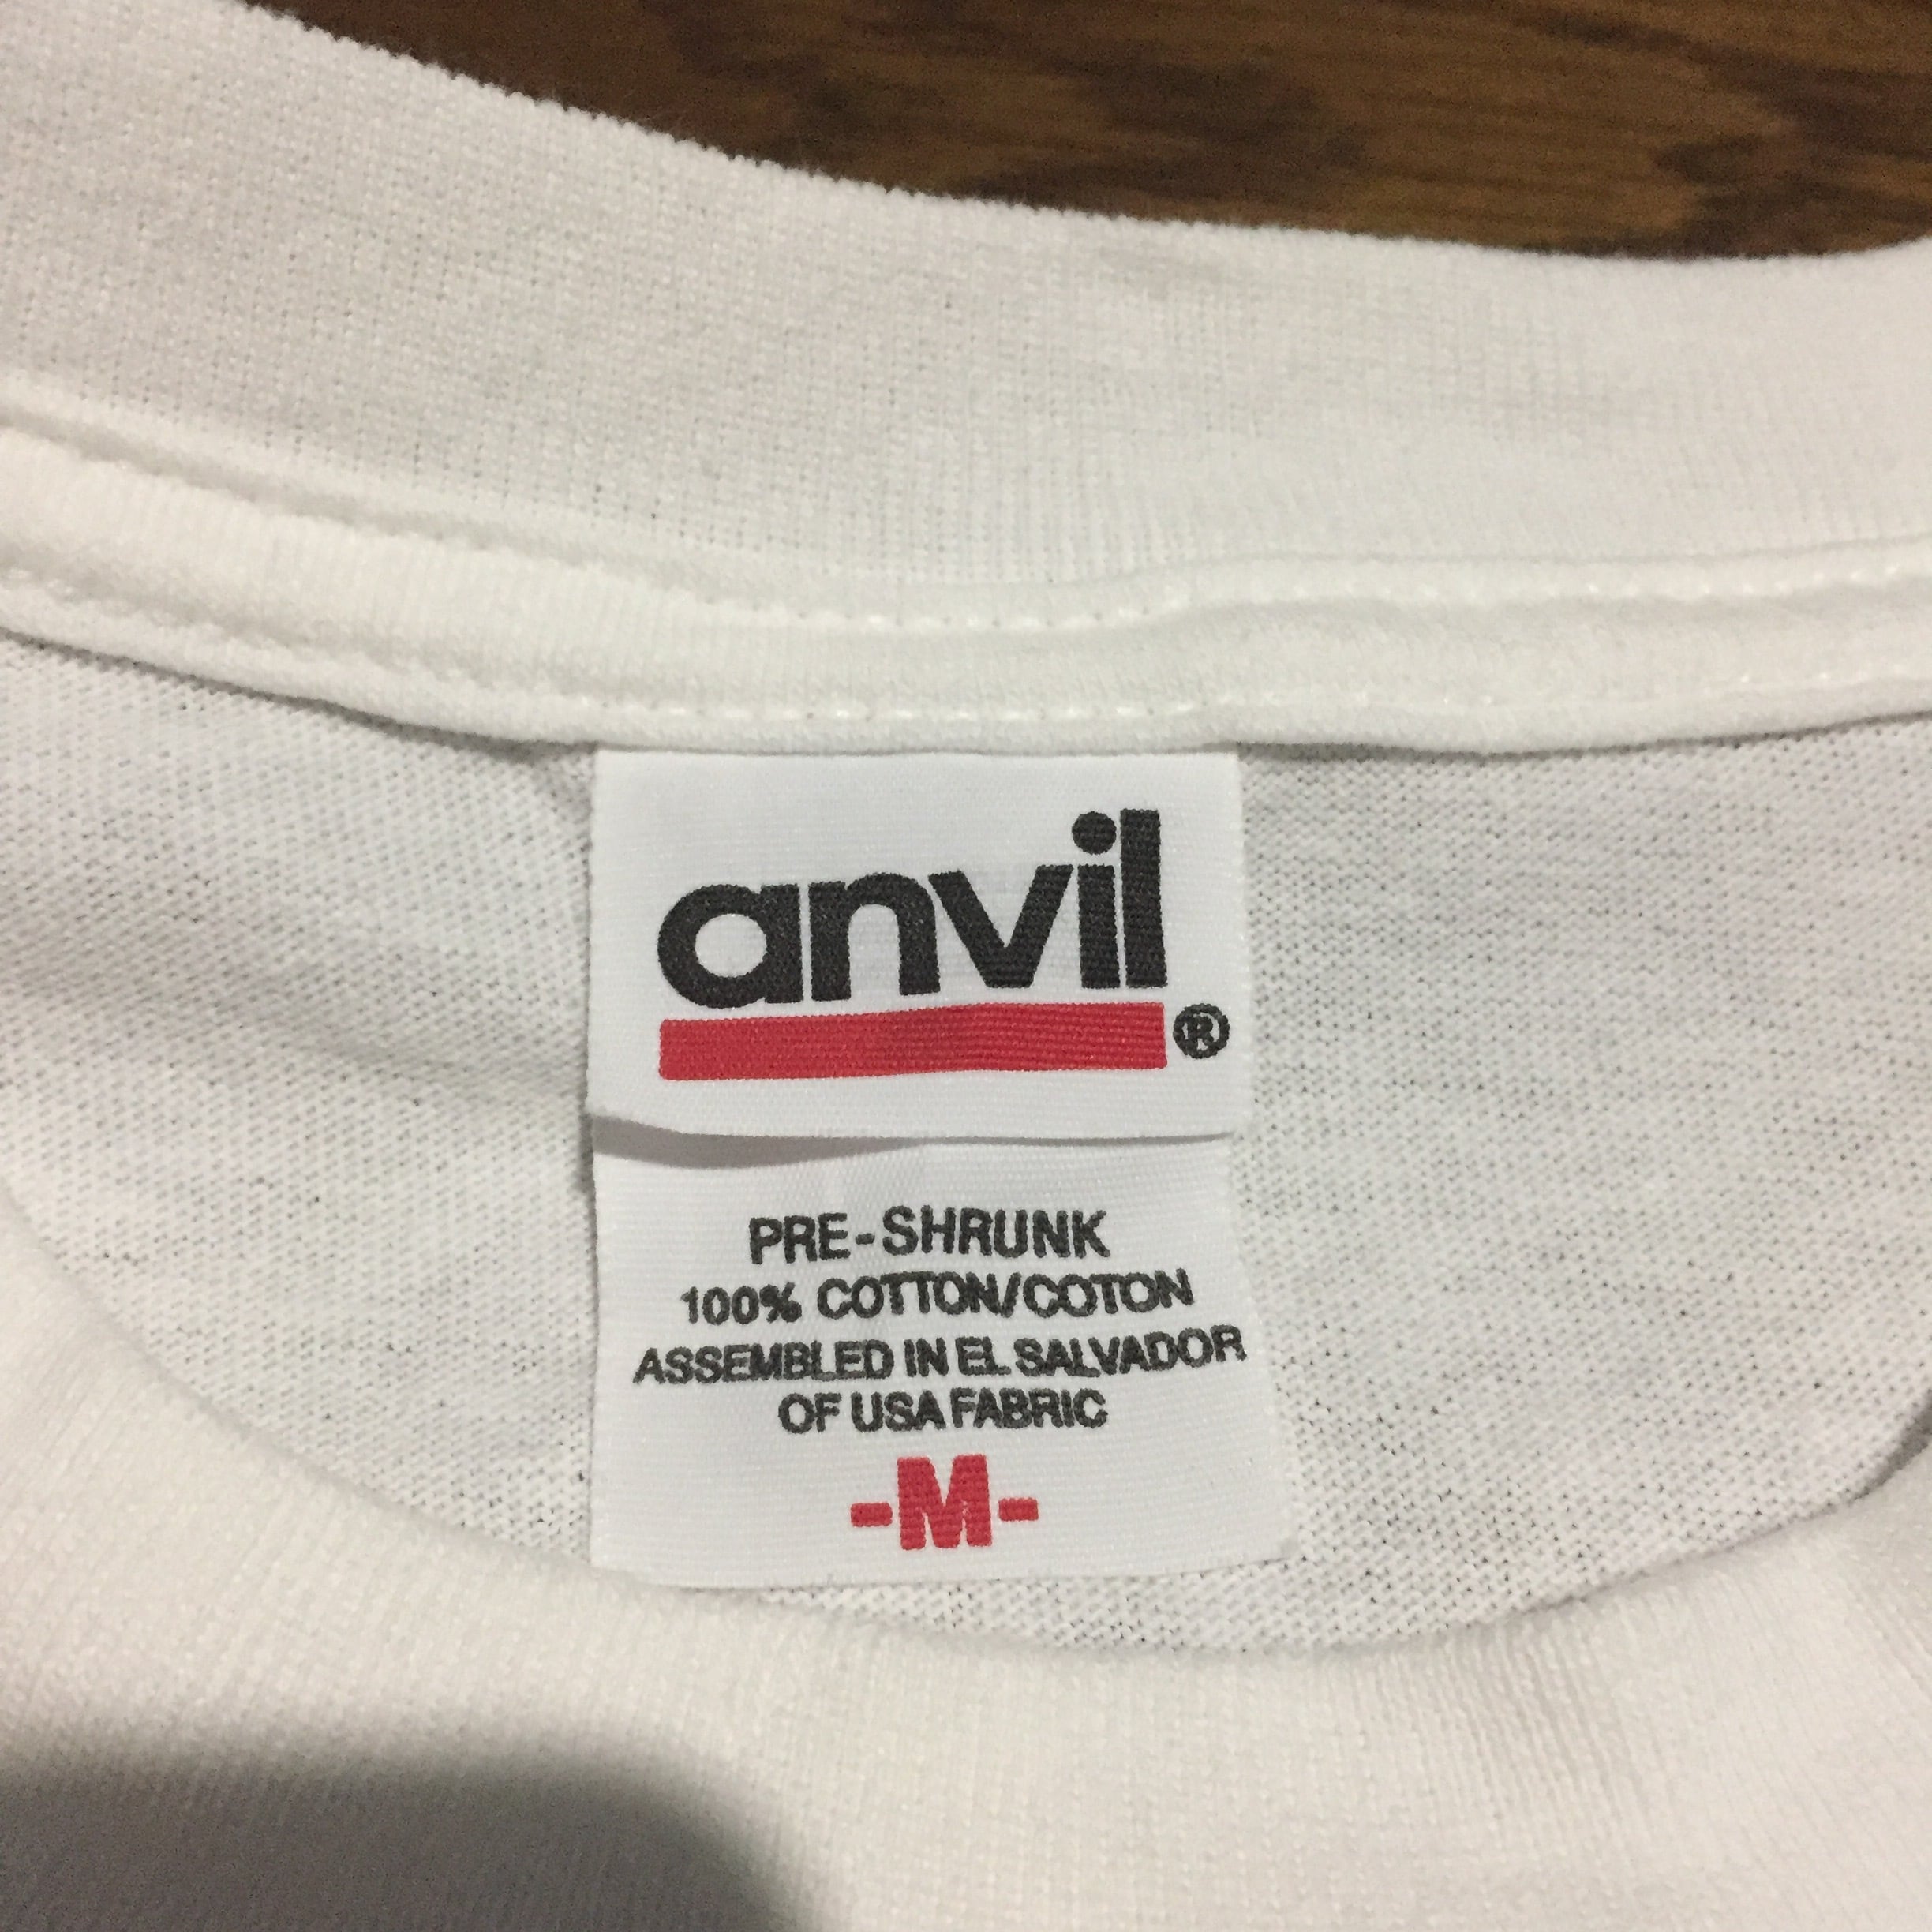 anvil®
PRE-SHRUNK
100% COTTON/COTON
ASSEMBLED IN EL SALVADOR
OF USA FABRIC
-M-